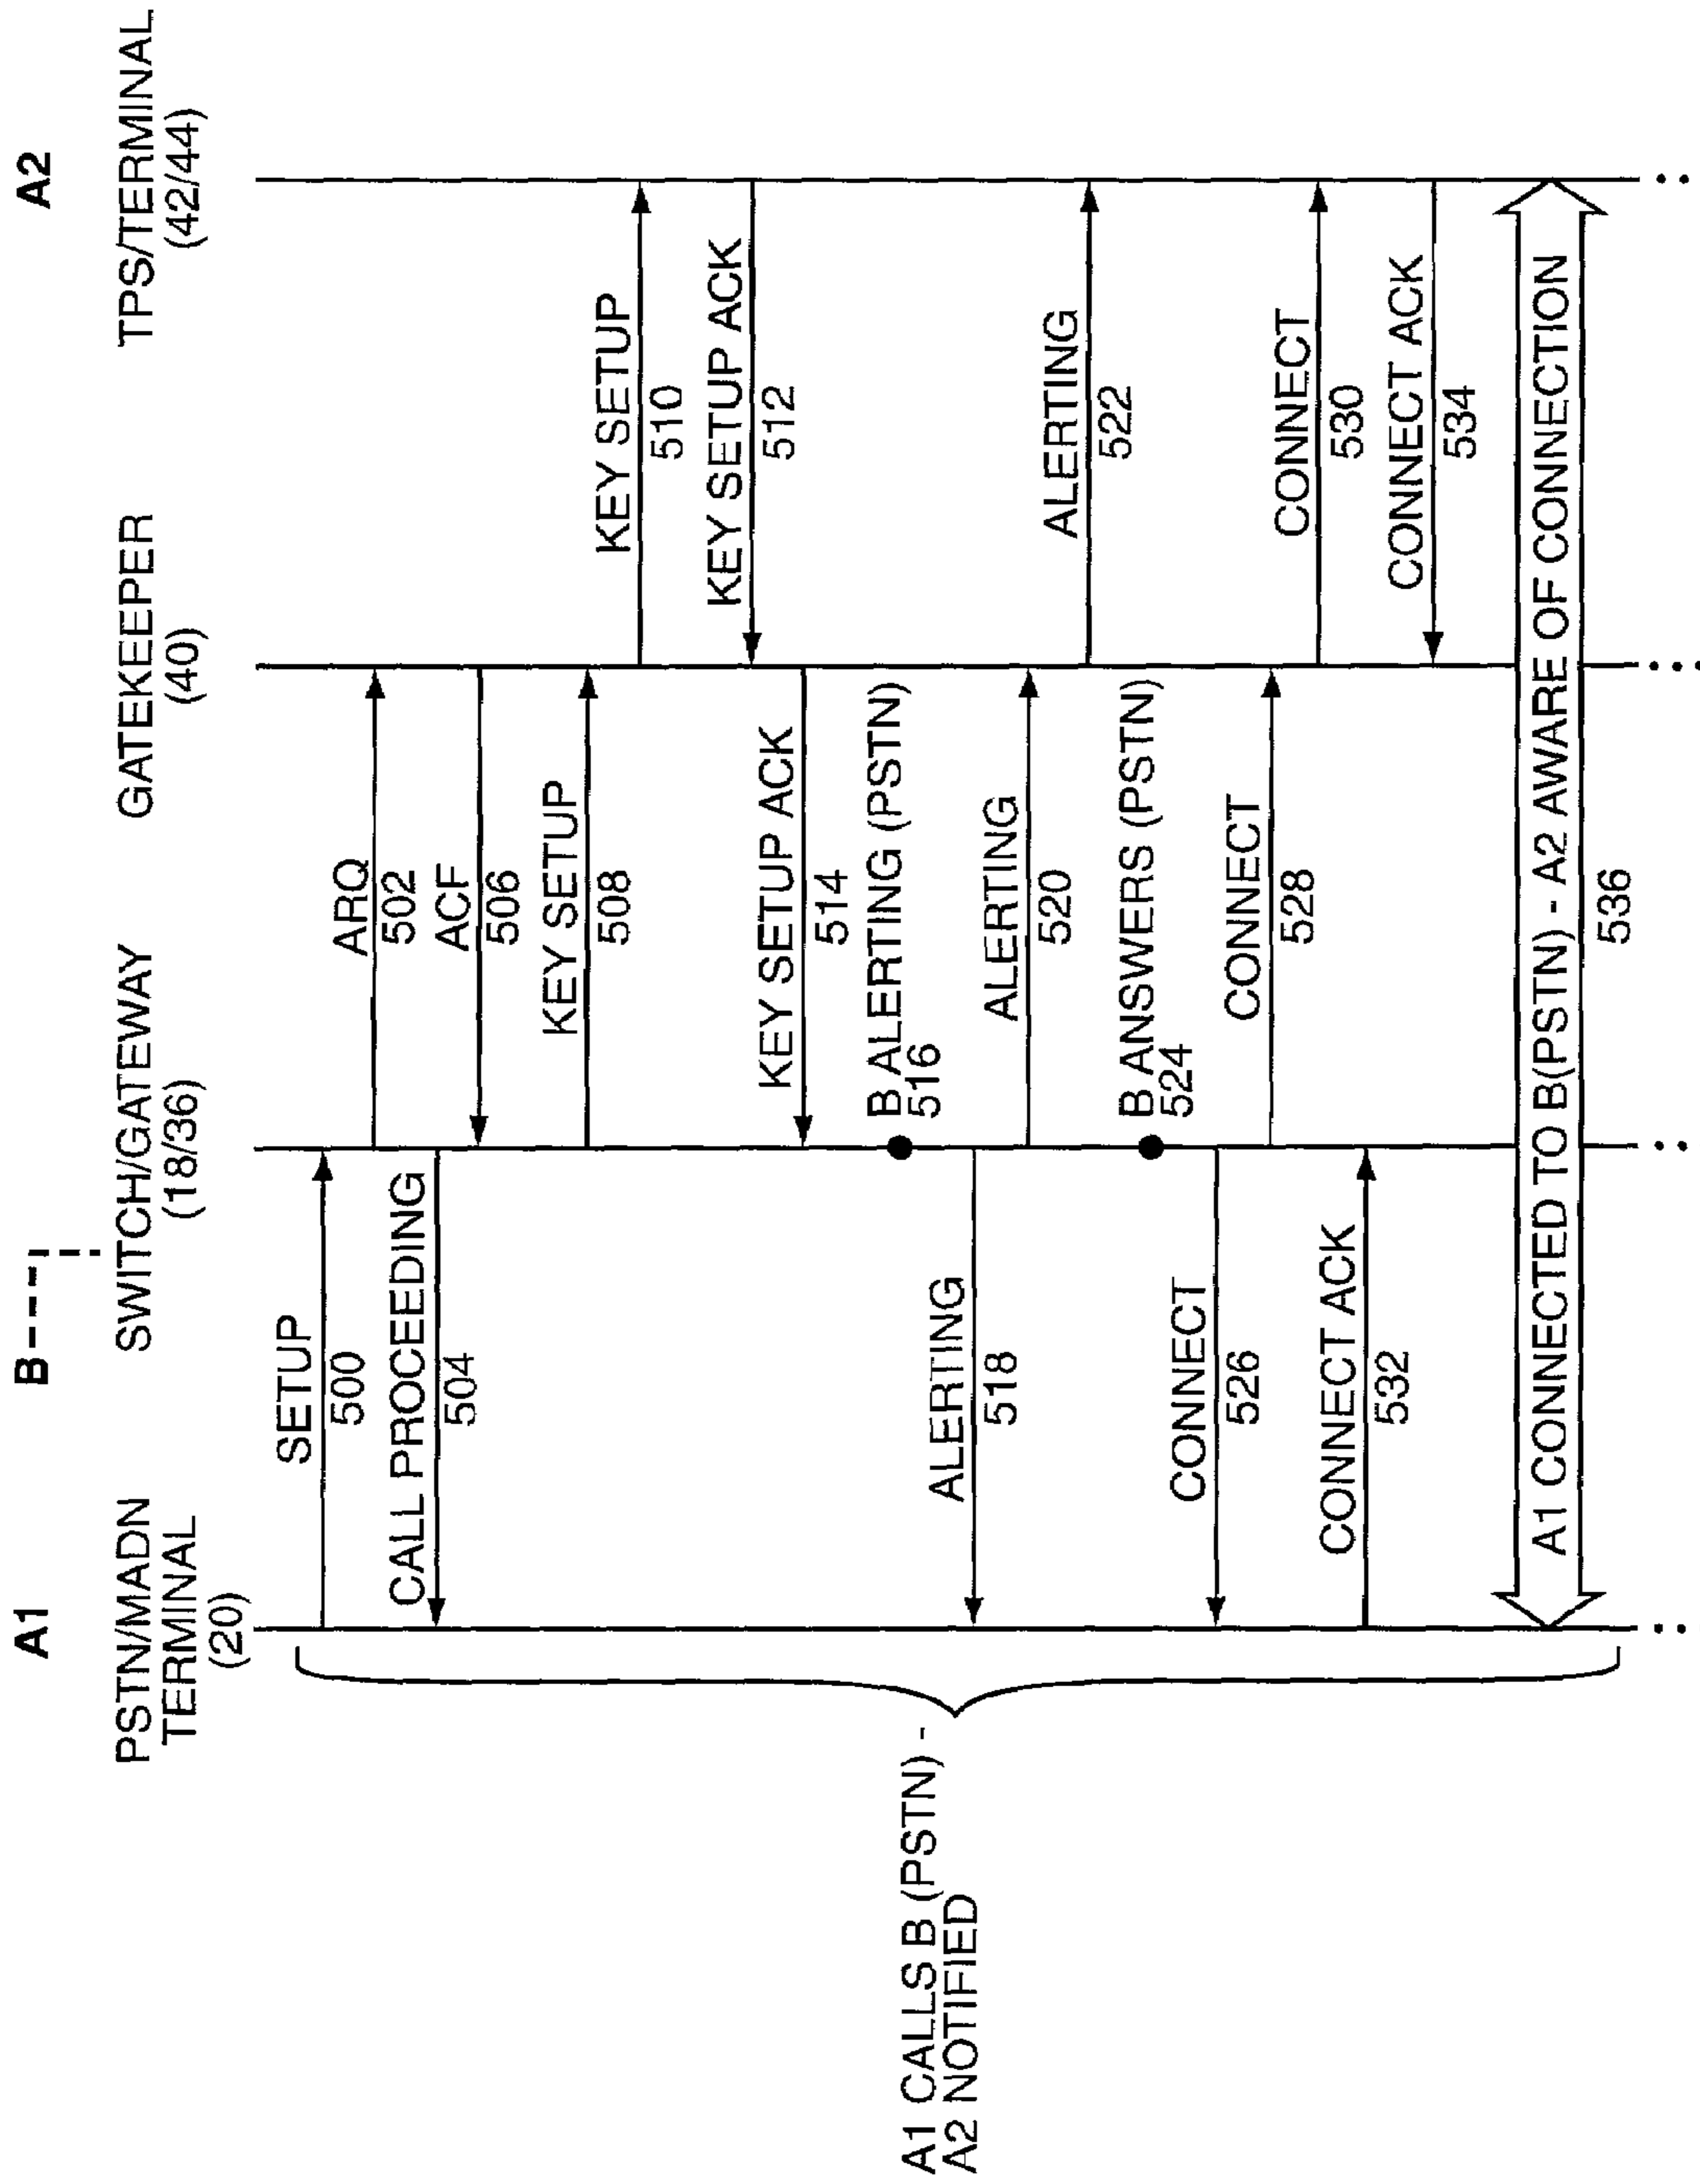 A1
B
A2
PSTN/MADN
TERMINAL
(20)
SWITCH/GATEWAY
(18/36)
GATEKEEPER
(40)
TPS/TERMINAL
(42/44)
SETUP
500
ARQ
502
CALL PROCEEDING
504
ACF
506
KEY SETUP
508
KEY SETUP
510
KEY SETUP ACK
512
KEY SETUP ACK
514
B ALERTING (PSTN)
516
ALERTING
518
ALERTING
520
ALERTING
522
B ANSWERS (PSTN)
524
CONNECT
526
CONNECT
528
CONNECT
530
CONNECT ACK
532
CONNECT ACK
534
A1 CONNECTED TO B(PSTN) - A2 AWARE OF CONNECTION
536
A1 CALLS B (PSTN) -
A2 NOTIFIED